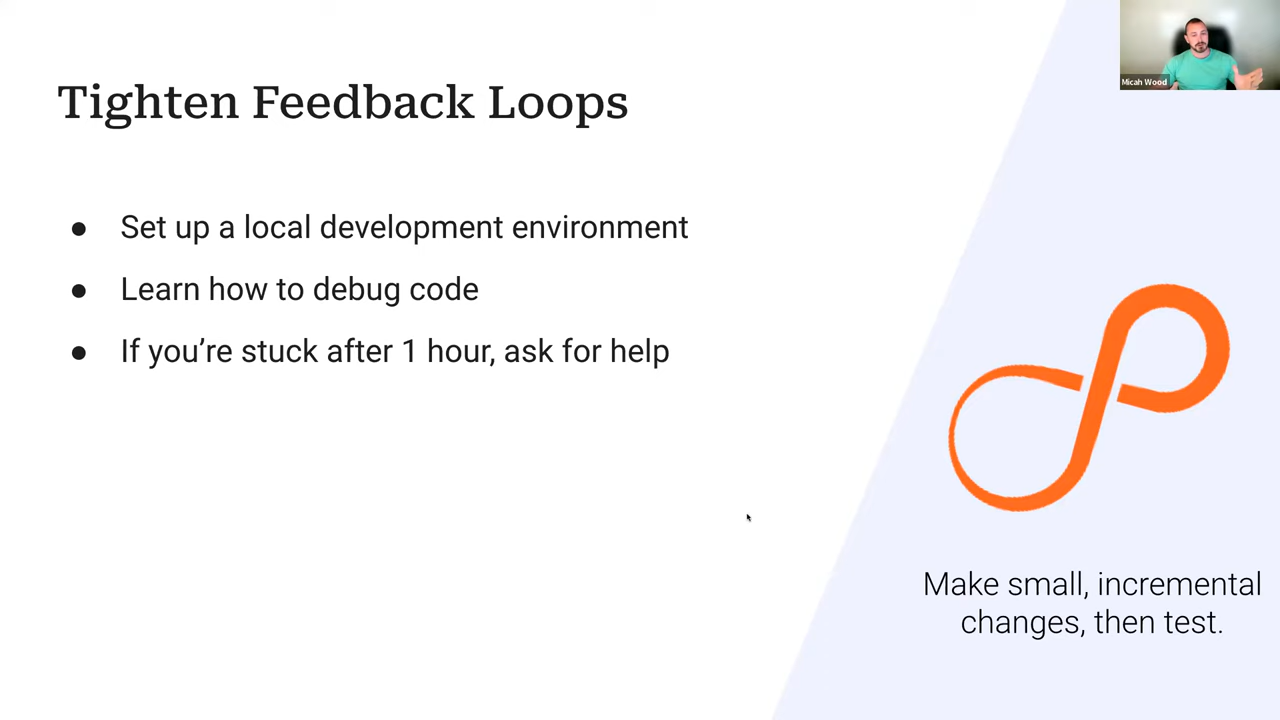 Micah Wood
Tighten Feedback Loops
● Set up a local development environment
● Learn how to debug code
● If you’re stuck after 1 hour, ask for help
Make small, incremental
changes, then test.